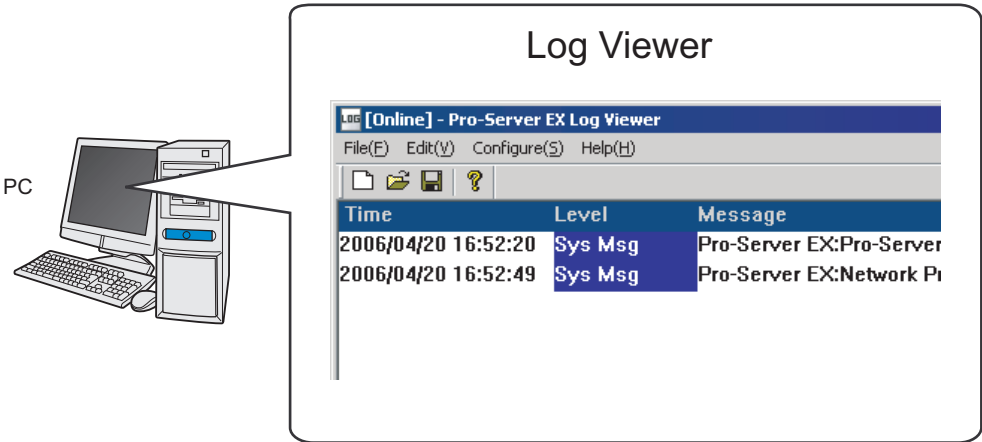 Log Viewer
PC
LOG [Online] - Pro-Server EX Log Viewer
File(F) Edit(V) Configure(S) Help(H)
Time Level Message
2006/04/20 16:52:20 Sys Msg Pro-Server EX:Pro-Server
2006/04/20 16:52:49 Sys Msg Pro-Server EX:Network